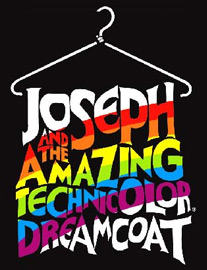 JOSEPH
AND THE
AMAZING
TECHNICOLOR
DREAMCOAT